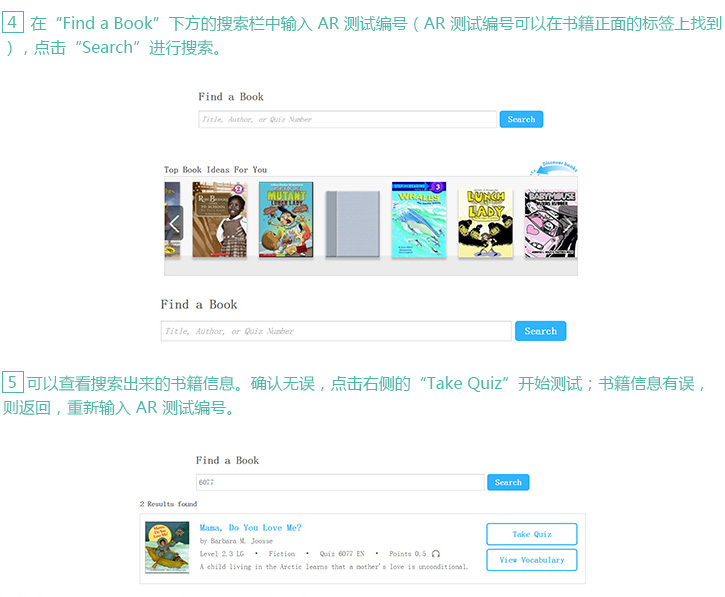 4 在“Find a Book”下方的搜索栏中输入 AR 测试编号（AR 测试编号可以在书籍正面的标签上找到
），点击“Search”进行搜索。
Find a Book
Title, Author, or Quiz Number Search
Discover books
Top Book Ideas For You
MUTANT
STEP INTO READING 3
WHALES
LUNCH
LADY
BABYMOUSE
Find a Book
Title, Author, or Quiz Number Search
5 可以查看搜索出来的书籍信息。确认无误，点击右侧的“Take Quiz”开始测试；书籍信息有误，
则返回，重新输入 AR 测试编号。
Find a Book
6077 Search
2 Results found
Mama, Do You Love Me?
by Barbara M. Joosse
Level 2.3 LG • Fiction • Quiz 6077 EN • Points 0.5
A child living in the Arctic learns that a mother's love is unconditional.
Take Quiz
View Vocabulary